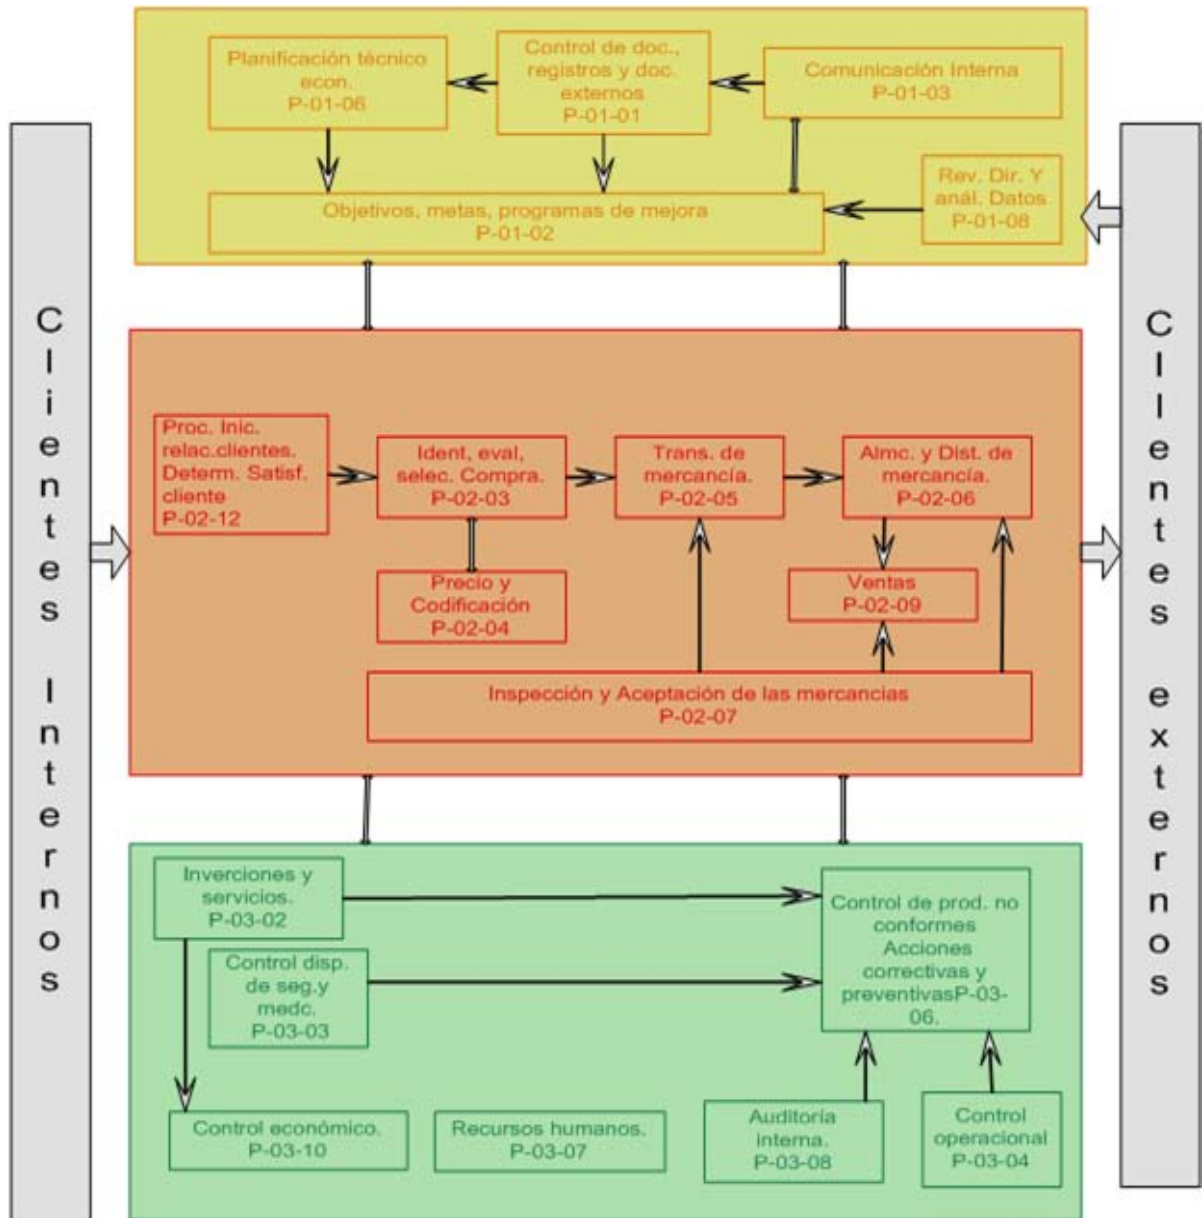 Planificación técnico
econ.
P-01-06
Control de doc.,
registros y doc.
externos
P-01-01
Comunicación Interna
P-01-03
Rev. Dir. Y
anál. Datos
P-01-08
Objetivos, metas, programas de mejora
P-01-02
Clientes Internos
Proc. Inic.
relac.clientes.
Determ. Satisf.
cliente
P-02-12
Ident, eval,
selec. Compra.
P-02-03
Trans. de
mercancía.
P-02-05
Almc. y Dist. de
mercancía.
P-02-06
Precio y
Codificación
P-02-04
Ventas
P-02-09
Inspección y Aceptación de las mercancias
P-02-07
Clientes externos
Inverciones y
servicios.
P-03-02
Control disp.
de seg.y
medc.
P-03-03
Control de prod. no
conformes
Acciones
correctivas y
preventivasP-03-
06.
Control económico.
P-03-10
Recursos humanos.
P-03-07
Auditoría
interna.
P-03-08
Control
operacional
P-03-04